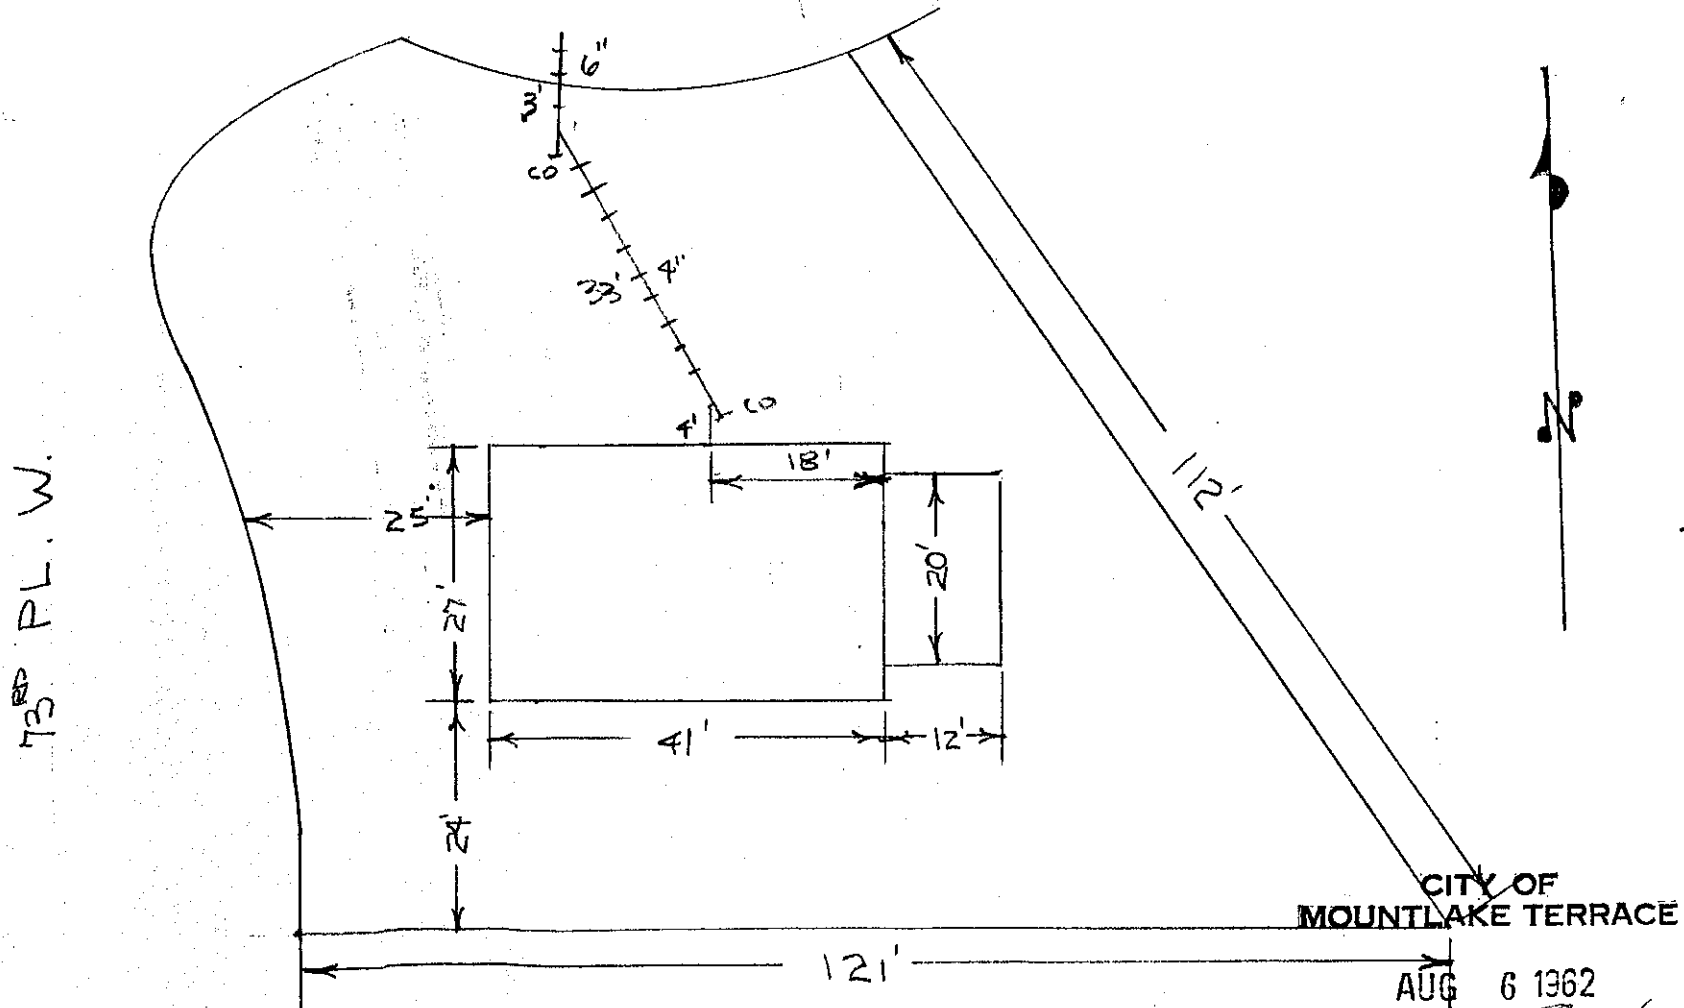 6"
3'
CO
33' 4"
4' CO
18'
25'
27'
20'
41' 12'
24'
112'
N
73RD PL. W.
121'
CITY OF
MOUNTLAKE TERRACE
AUG 6 1962